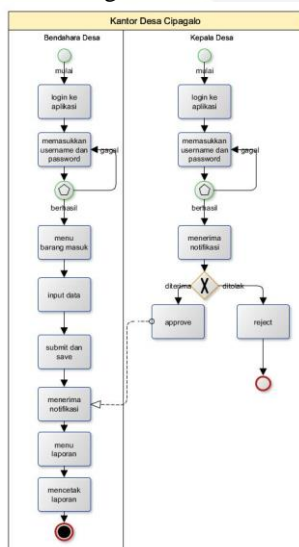 Kantor Desa Cipagalo
Bendahara Desa
Kepala Desa
mulai
mulai
login ke
aplikasi
login ke
aplikasi
memasukkan
username dan
password
gagal
memasukkan
username dan
password
gagal
berhasil
berhasil
menu
barang masuk
menerima
notifikasi
input data
diterima
ditolak
approve
reject
submit dan
save
menerima
notifikasi
menu
laporan
mencetak
laporan